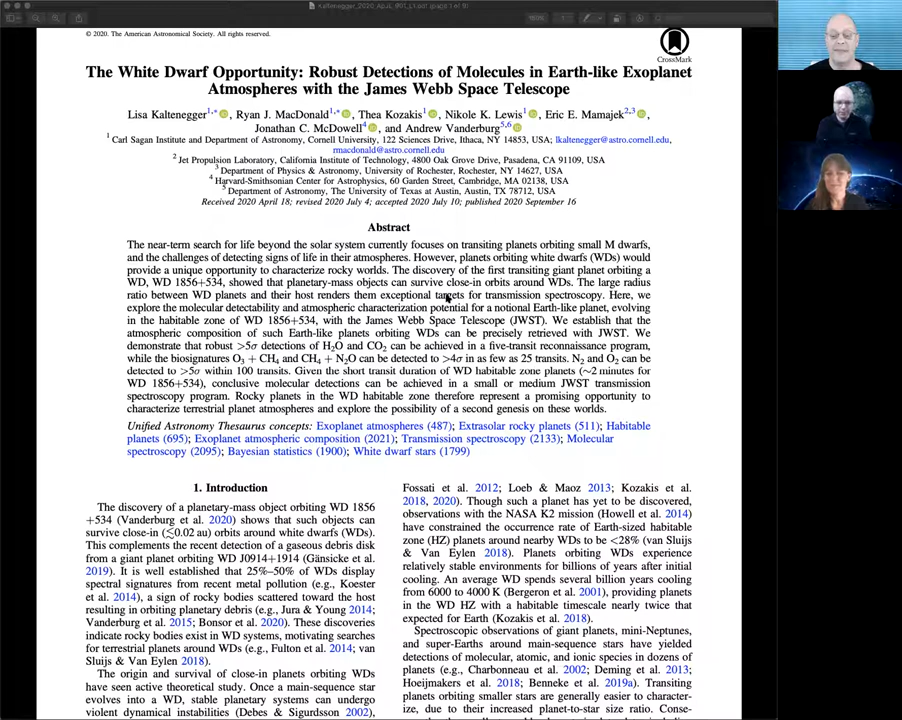 Kaltenegger_2020_ApJL_901_L1.pdf (page 1 of 9)
© 2020. The American Astronomical Society. All rights reserved.
CrossMark
The White Dwarf Opportunity: Robust Detections of Molecules in Earth-like Exoplanet
Atmospheres with the James Webb Space Telescope
Lisa Kaltenegger1,*, Ryan J. MacDonald1,*, Thea Kozakis1, Nikole K. Lewis1, Eric E. Mamajek2,3,
Jonathan C. McDowell4, and Andrew Vanderburg5,6
1 Carl Sagan Institute and Department of Astronomy, Cornell University, 122 Sciences Drive, Ithaca, NY 14853, USA; lkaltenegger@astro.cornell.edu,
rmacdonald@astro.cornell.edu
2 Jet Propulsion Laboratory, California Institute of Technology, 4800 Oak Grove Drive, Pasadena, CA 91109, USA
3 Department of Physics & Astronomy, University of Rochester, Rochester, NY 14627, USA
4 Harvard-Smithsonian Center for Astrophysics, 60 Garden Street, Cambridge, MA 02138, USA
5 Department of Astronomy, The University of Texas at Austin, Austin, TX 78712, USA
Received 2020 April 18; revised 2020 July 4; accepted 2020 July 10; published 2020 September 16
Abstract
The near-term search for life beyond the solar system currently focuses on transiting planets orbiting small M dwarfs,
and the challenges of detecting signs of life in their atmospheres. However, planets orbiting white dwarfs (WDs) would
provide a unique opportunity to characterize rocky worlds. The discovery of the first transiting giant planet orbiting a
WD, WD 1856+534, showed that planetary-mass objects can survive close-in orbits around WDs. The large radius
ratio between WD planets and their host renders them exceptional targets for transmission spectroscopy. Here, we
explore the molecular detectability and atmospheric characterization potential for a notional Earth-like planet, evolving
in the habitable zone of WD 1856+534, with the James Webb Space Telescope (JWST). We establish that the
atmospheric composition of such Earth-like planets orbiting WDs can be precisely retrieved with JWST. We
demonstrate that robust >5σ detections of H2O and CO2 can be achieved in a five-transit reconnaissance program,
while the biosignatures O3 + CH4 and CH4 + N2O can be detected to >4σ in as few as 25 transits. N2 and O2 can be
detected to >5σ within 100 transits. Given the short transit duration of WD habitable zone planets (~2 minutes for
WD 1856+534), conclusive molecular detections can be achieved in a small or medium JWST transmission
spectroscopy program. Rocky planets in the WD habitable zone therefore represent a promising opportunity to
characterize terrestrial planet atmospheres and explore the possibility of a second genesis on these worlds.
Unified Astronomy Thesaurus concepts: Exoplanet atmospheres (487); Extrasolar rocky planets (511); Habitable
planets (695); Exoplanet atmospheric composition (2021); Transmission spectroscopy (2133); Molecular
spectroscopy (2095); Bayesian statistics (1900); White dwarf stars (1799)
1. Introduction
The discovery of a planetary-mass object orbiting WD 1856
+534 (Vanderburg et al. 2020) shows that such objects can
survive close-in (≲0.02 au) orbits around white dwarfs (WDs).
This complements the recent detection of a gaseous debris disk
from a giant planet orbiting WD J0914+1914 (Gänsicke et al.
2019). It is well established that 25%–50% of WDs display
spectral signatures from recent metal pollution (e.g., Koester
et al. 2014), a sign of rocky bodies scattered toward the host
resulting in orbiting planetary debris (e.g., Jura & Young 2014;
Vanderburg et al. 2015; Bonsor et al. 2020). These discoveries
indicate rocky bodies exist in WD systems, motivating searches
for terrestrial planets around WDs (e.g., Fulton et al. 2014; van
Sluijs & Van Eylen 2018).
The origin and survival of close-in planets orbiting WDs
have seen active theoretical study. Once a main-sequence star
evolves into a WD, stable planetary systems can undergo
violent dynamical instabilities (Debes & Sigurdsson 2002),
Fossati et al. 2012; Loeb & Maoz 2013; Kozakis et al.
2018, 2020). Though such a planet has yet to be discovered,
observations with the NASA K2 mission (Howell et al. 2014)
have constrained the occurrence rate of Earth-sized habitable
zone (HZ) planets around nearby WDs to be <28% (van Sluijs
& Van Eylen 2018). Planets orbiting WDs experience
relatively stable environments for billions of years after initial
cooling. An average WD spends several billion years cooling
from 6000 to 4000 K (Bergeron et al. 2001), providing planets
in the WD HZ with a habitable timescale nearly twice that
expected for Earth (Kozakis et al. 2018).
Spectroscopic observations of giant planets, mini-Neptunes,
and super-Earths around main-sequence stars have yielded
detections of molecular, atomic, and ionic species in dozens of
planets (e.g., Charbonneau et al. 2002; Deming et al. 2013;
Hoeijmakers et al. 2018; Benneke et al. 2019a). Transiting
planets orbiting smaller stars are generally easier to character-
ize, due to their increased planet-to-star size ratio. Conse-